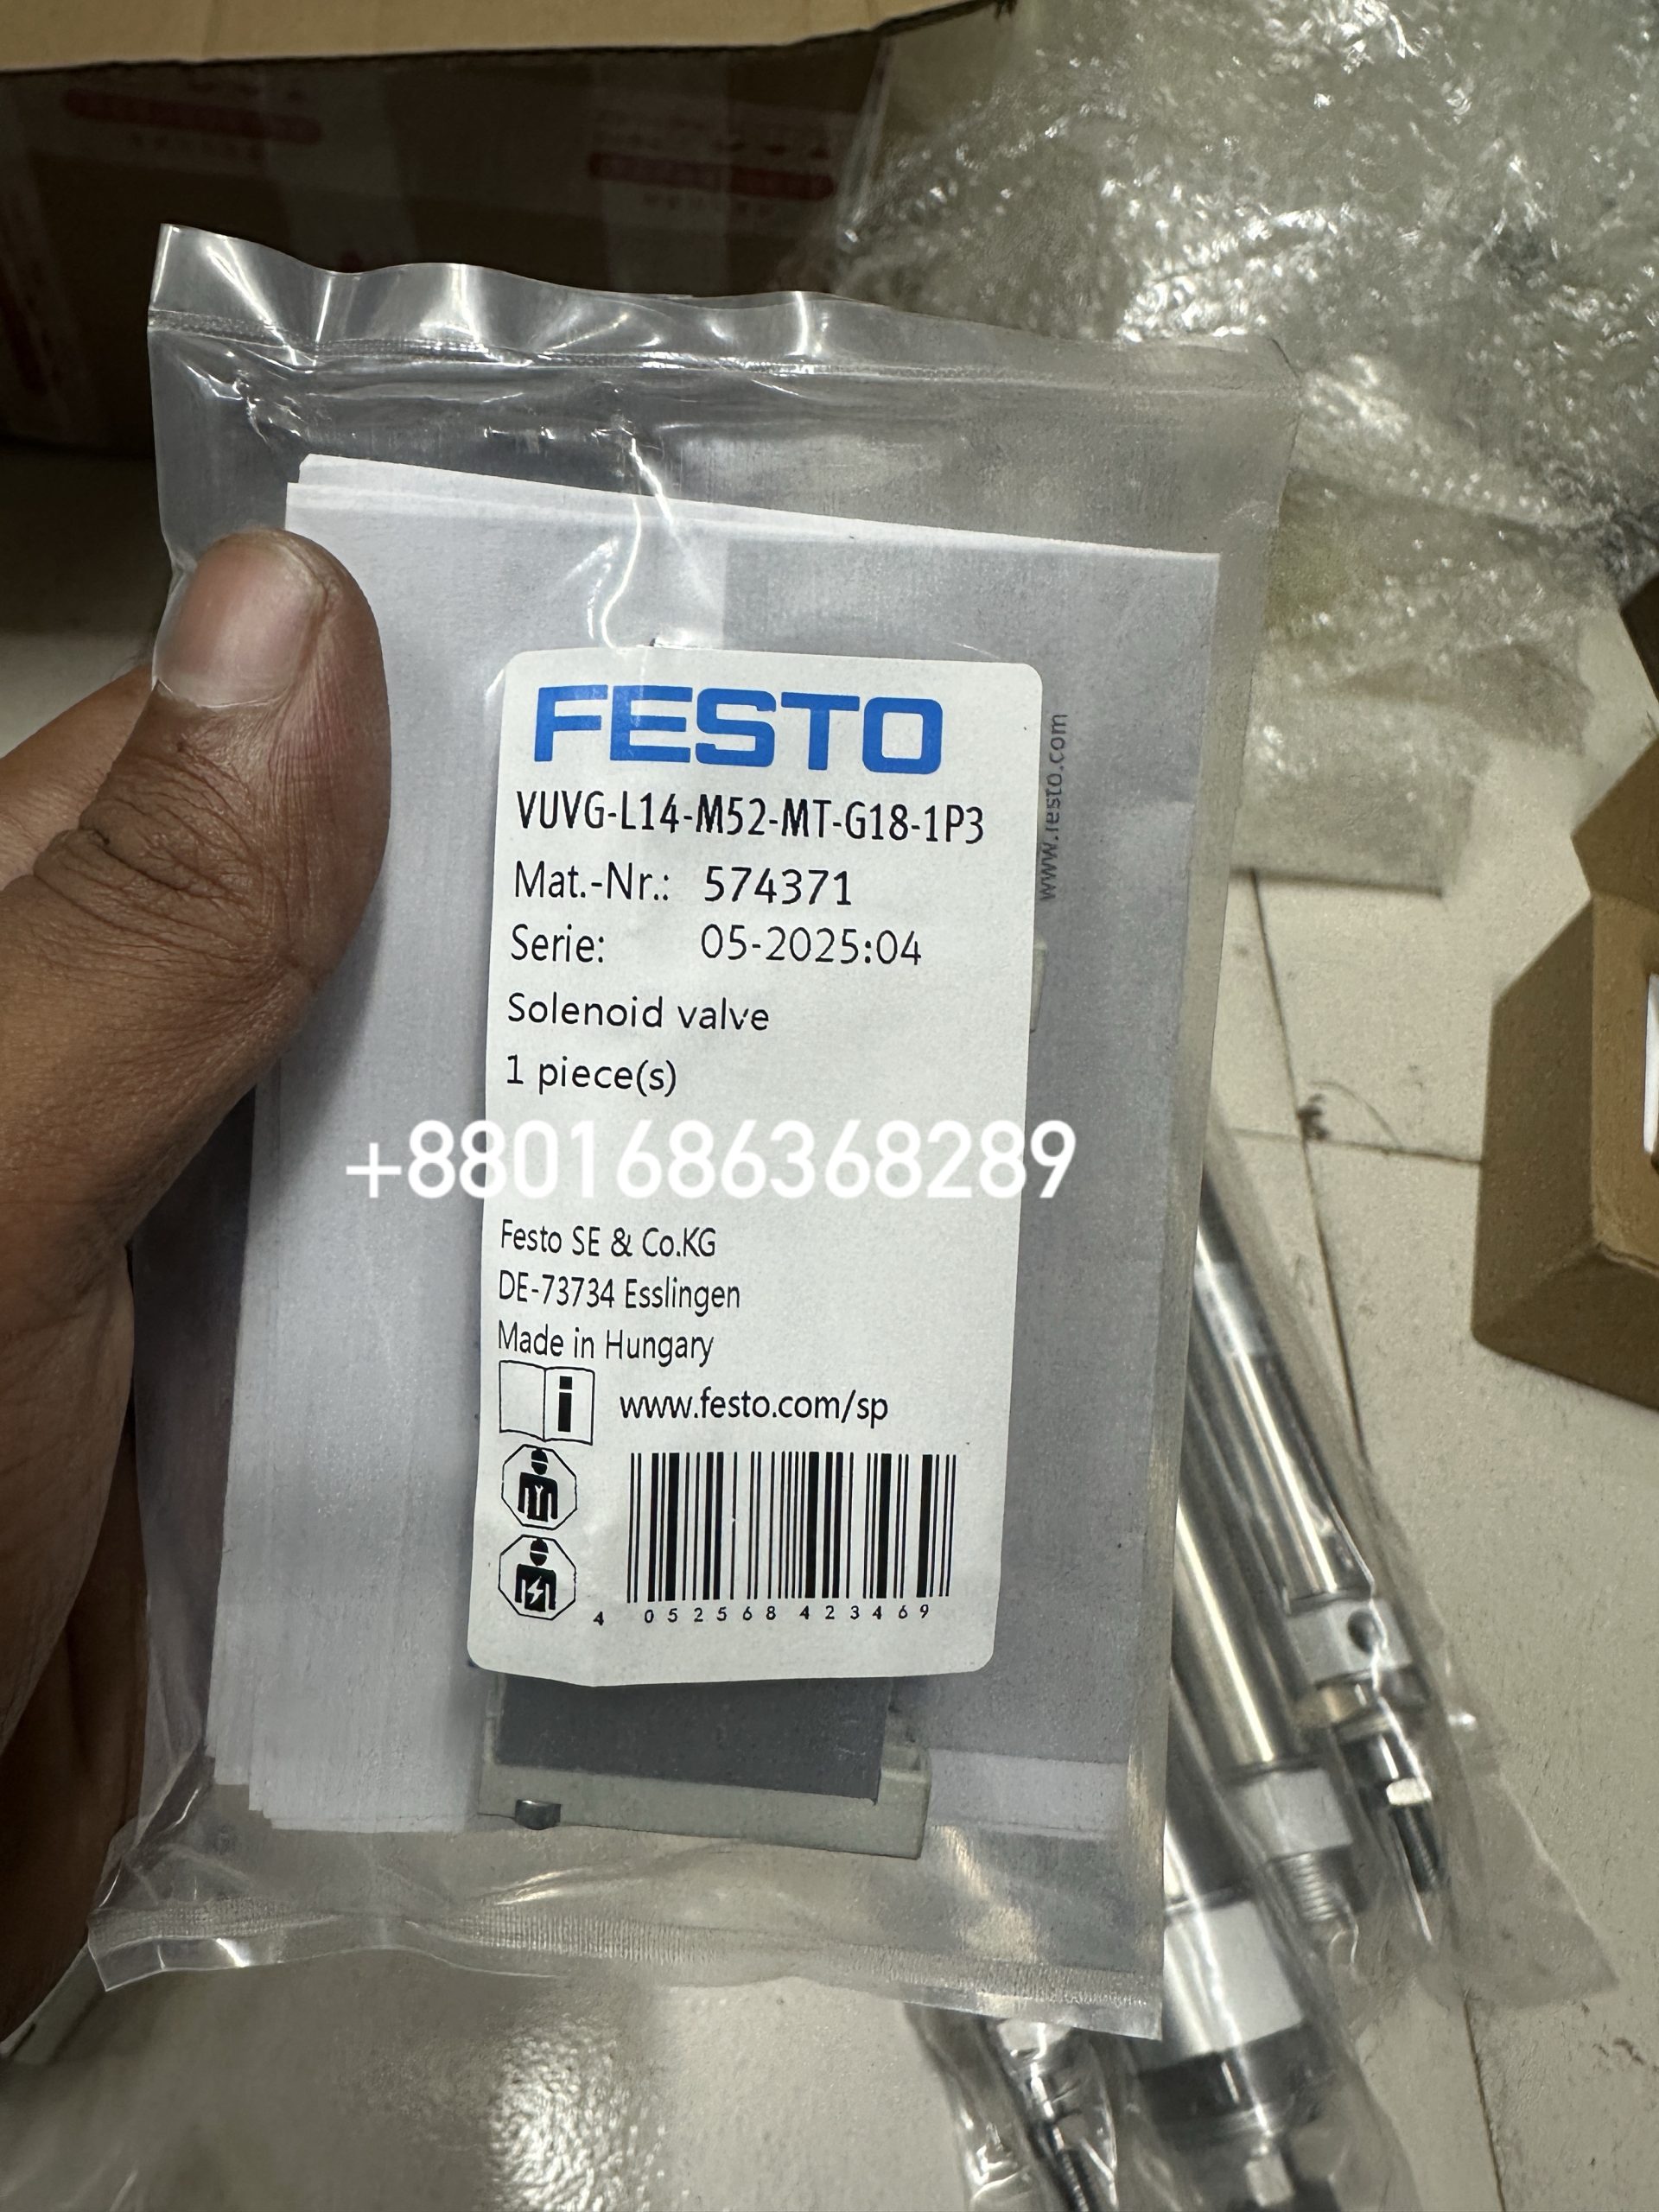 FESTO
VUVG-L14-M52-MT-G18-1P3
Mat.-Nr.: 574371
Serie: 05-2025:04
Solenoid valve
1 piece(s)
+8801686368289
Festo SE & Co.KG
DE-73734 Esslingen
Made in Hungary
www.festo.com/sp
4 052568 423469
www.festo.com